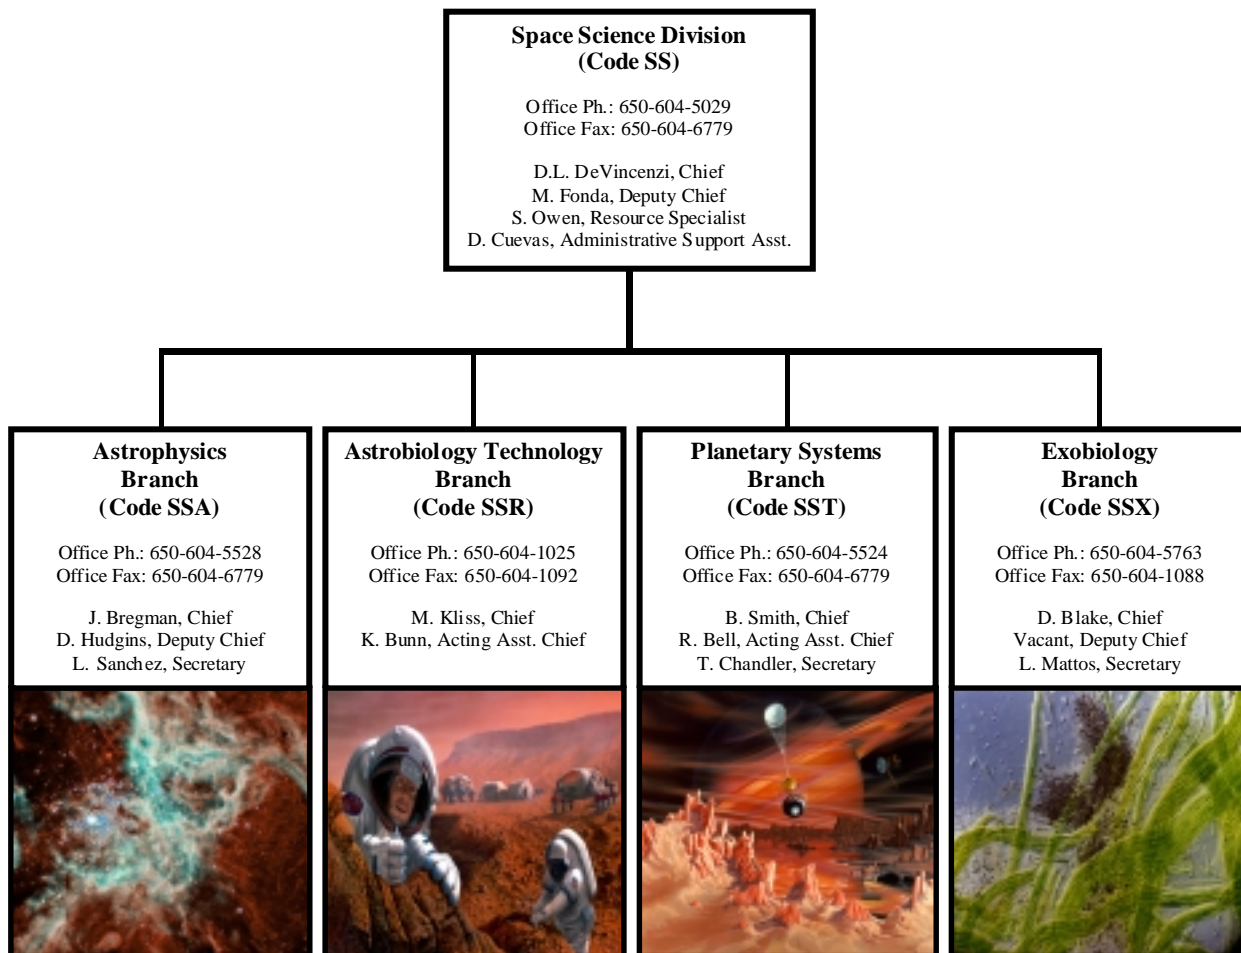 Space Science Division
(Code SS)
Office Ph.: 650-604-5029
Office Fax: 650-604-6779
D.L. DeVincenzi, Chief
M. Fonda, Deputy Chief
S. Owen, Resource Specialist
D. Cuevas, Administrative Support Asst.
Astrophysics
Branch
(Code SSA)
Office Ph.: 650-604-5528
Office Fax: 650-604-6779
J. Bregman, Chief
D. Hudgins, Deputy Chief
L. Sanchez, Secretary
Astrobiology Technology
Branch
(Code SSR)
Office Ph.: 650-604-1025
Office Fax: 650-604-1092
M. Kliss, Chief
K. Bunn, Acting Asst. Chief
Planetary Systems
Branch
(Code SST)
Office Ph.: 650-604-5524
Office Fax: 650-604-6779
B. Smith, Chief
R. Bell, Acting Asst. Chief
T. Chandler, Secretary
Exobiology
Branch
(Code SSX)
Office Ph.: 650-604-5763
Office Fax: 650-604-1088
D. Blake, Chief
Vacant, Deputy Chief
L. Mattos, Secretary